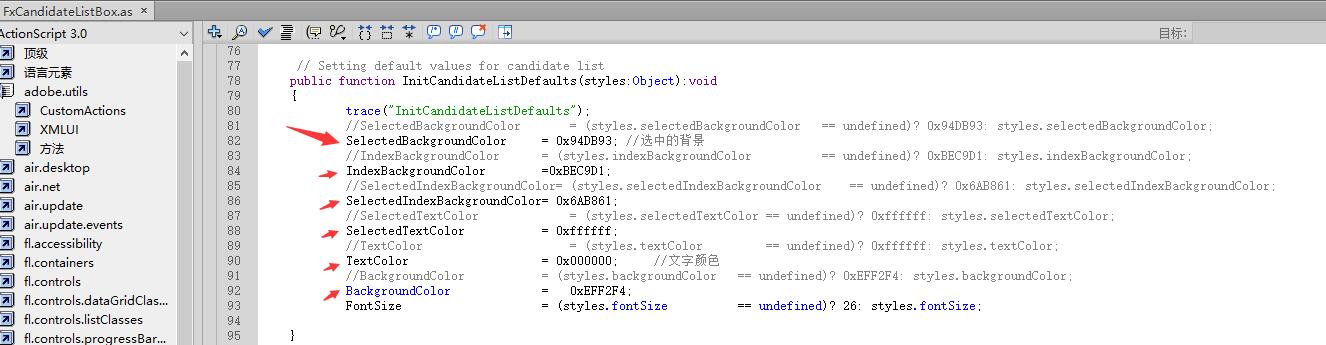 FxCandidateListBox.as ×
ActionScript 3.0
目标:
顶级
语言元素
adobe.utils
CustomActions
XMLUI
方法
air.desktop
air.net
air.update
air.update.events
fl.accessibility
fl.containers
fl.controls
fl.controls.dataGridClas...
fl.controls.listClasses
fl.controls.progressBar...
76
77 // Setting default values for candidate list
78 public function InitCandidateListDefaults(styles:Object):void
79 {
80 trace("InitCandidateListDefaults");
81 //SelectedBackgroundColor = (styles.selectedBackgroundColor == undefined)? 0x94DB93: styles.selectedBackgroundColor;
82 SelectedBackgroundColor = 0x94DB93; //选中的背景
83 //IndexBackgroundColor = (styles.indexBackgroundColor == undefined)? 0xBEC9D1: styles.indexBackgroundColor;
84 IndexBackgroundColor =0xBEC9D1;
85 //SelectedIndexBackgroundColor= (styles.selectedIndexBackgroundColor == undefined)? 0x6AB861: styles.selectedIndexBackgroundColor;
86 SelectedIndexBackgroundColor= 0x6AB861;
87 //SelectedTextColor = (styles.selectedTextColor == undefined)? 0xffffff: styles.selectedTextColor;
88 SelectedTextColor = 0xffffff;
89 //TextColor = (styles.textColor == undefined)? 0xffffff: styles.textColor;
90 TextColor = 0x000000; //文字颜色
91 //BackgroundColor = (styles.backgroundColor == undefined)? 0xEFF2F4: styles.backgroundColor;
92 BackgroundColor = 0xEFF2F4;
93 FontSize = (styles.fontSize == undefined)? 26: styles.fontSize;
94
95 }